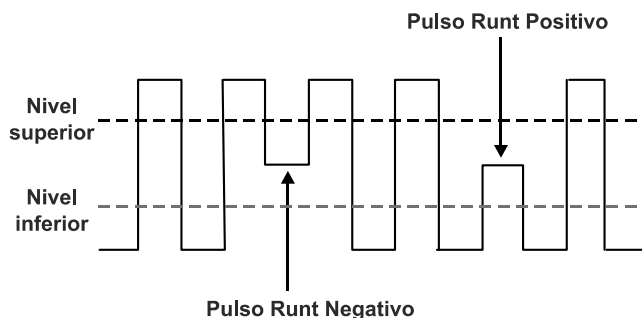 Pulso Runt Positivo
Nivel
superior
Nivel
inferior
Pulso Runt Negativo